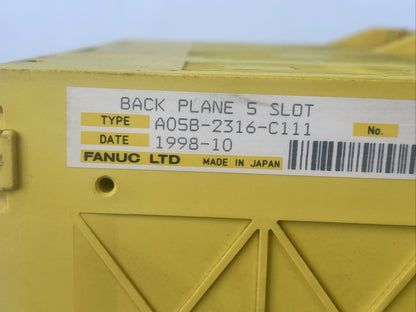 BACK PLANE 5 SLOT
TYPE A05B-2316-C111 No.
DATE 1998-10
FANUC LTD MADE IN JAPAN